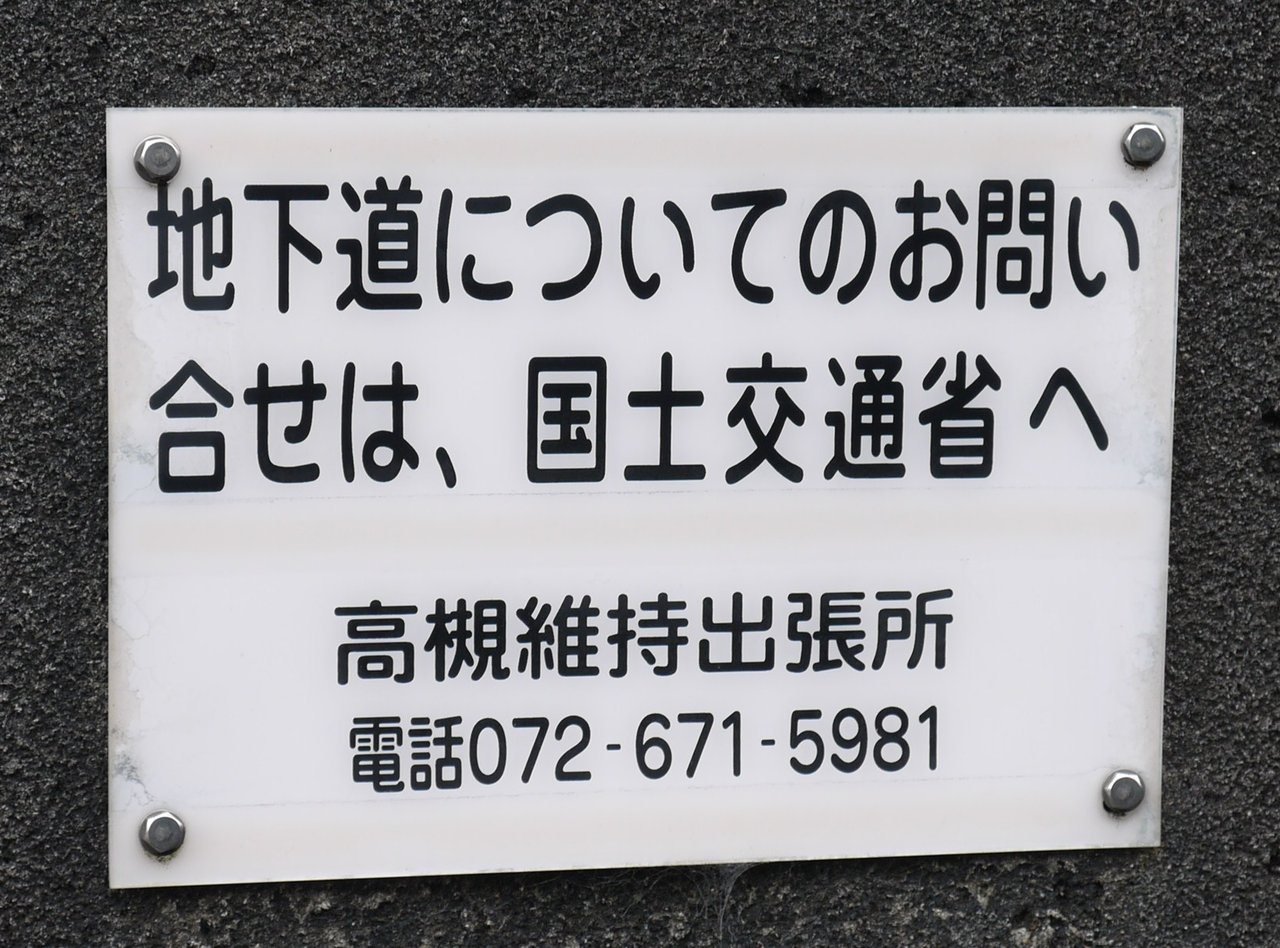 地下道についてのお問い
合せは、国土交通省へ
高槻維持出張所
電話072-671-5981